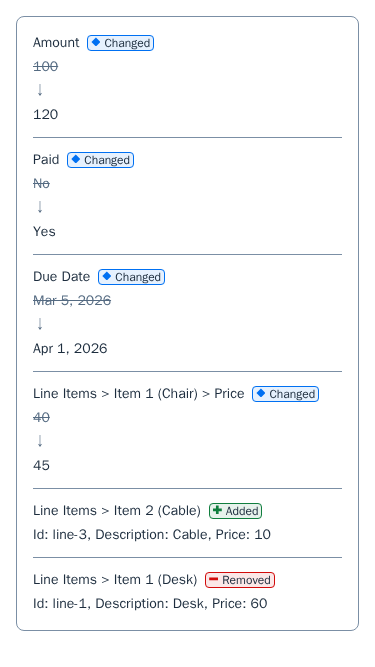 Amount Changed
100
↓
120
Paid Changed
No
↓
Yes
Due Date Changed
Mar 5, 2026
↓
Apr 1, 2026
Line Items > Item 1 (Chair) > Price Changed
40
↓
45
Line Items > Item 2 (Cable) Added
Id: line-3, Description: Cable, Price: 10
Line Items > Item 1 (Desk) Removed
Id: line-1, Description: Desk, Price: 60